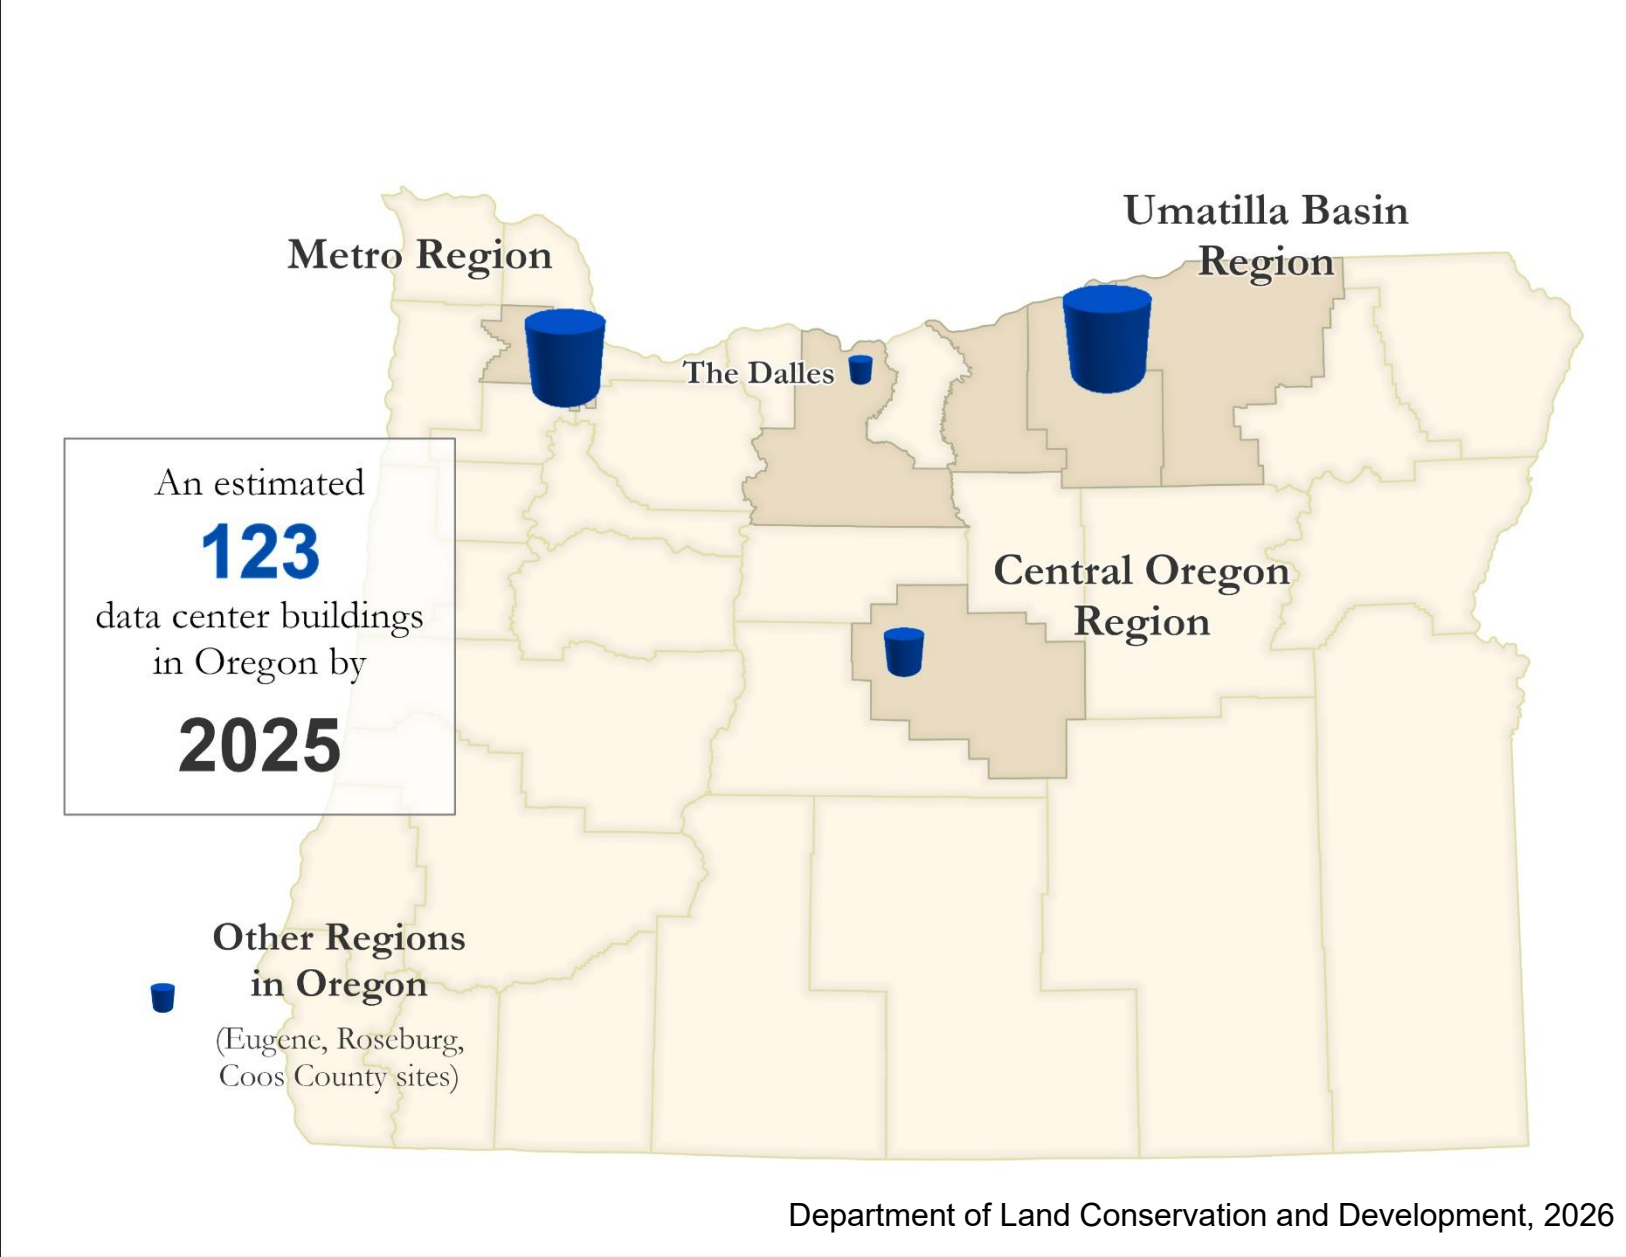 Umatilla Basin
Region
Metro Region
The Dalles
An estimated
123
data center buildings
in Oregon by
2025
Central Oregon
Region
Other Regions
in Oregon
(Eugene, Roseburg,
Coos County sites)
Department of Land Conservation and Development, 2026